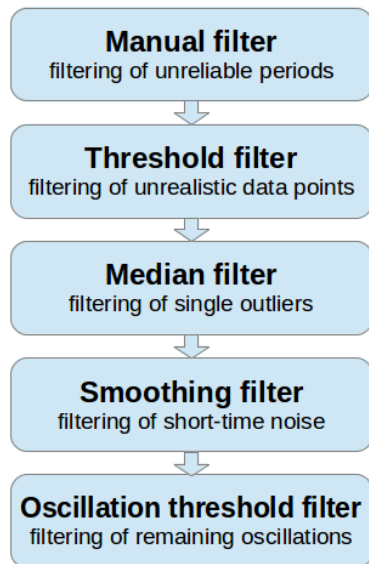 Manual filter
filtering of unreliable periods
Threshold filter
filtering of unrealistic data points
Median filter
filtering of single outliers
Smoothing filter
filtering of short-time noise
Oscillation threshold filter
filtering of remaining oscillations